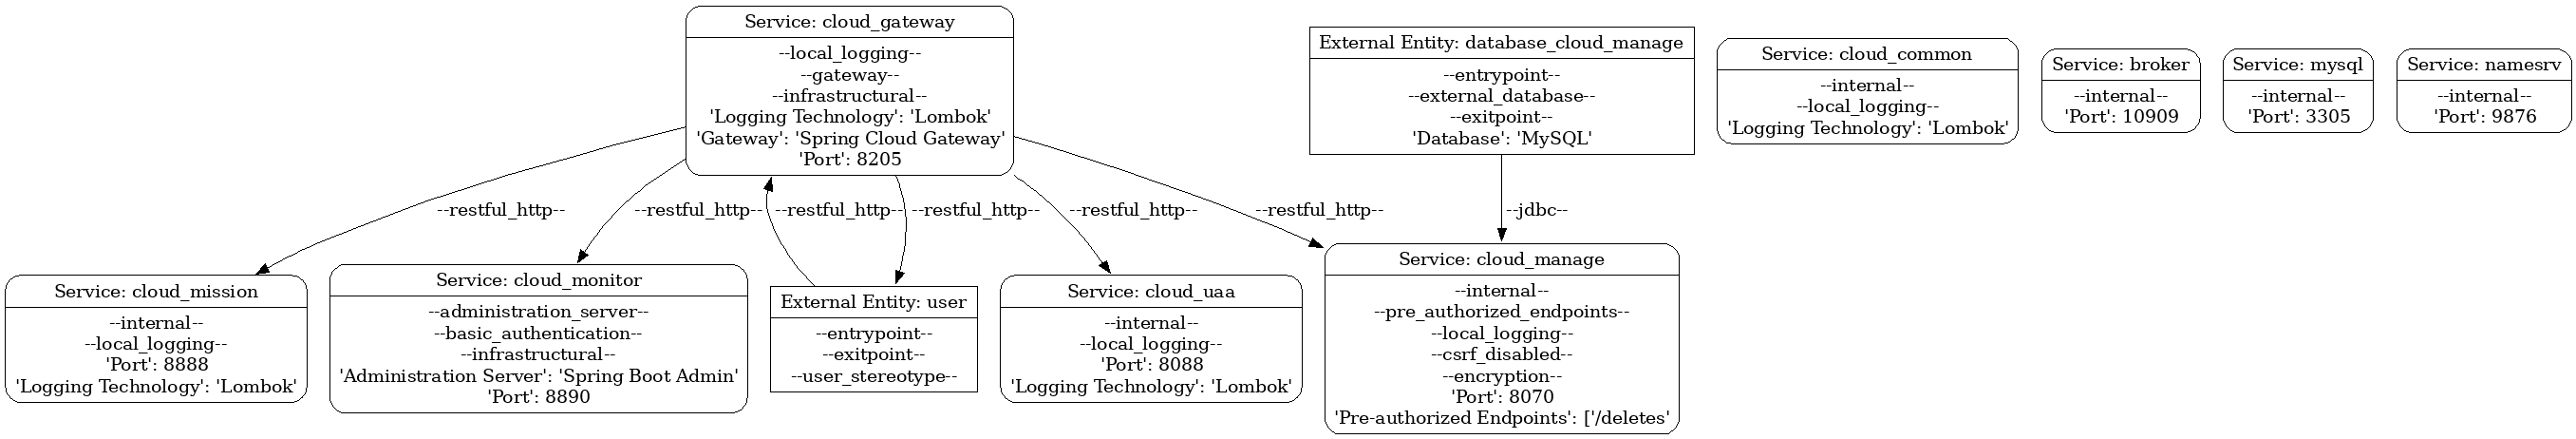 Service: cloud_gateway
--local_logging--
--gateway--
--infrastructural--
'Logging Technology': 'Lombok'
'Gateway': 'Spring Cloud Gateway'
'Port': 8205
External Entity: database_cloud_manage
--entrypoint--
--external_database--
--exitpoint--
'Database': 'MySQL'
Service: cloud_common
--internal--
--local_logging--
'Logging Technology': 'Lombok'
Service: broker
--internal--
'Port': 10909
Service: mysql
--internal--
'Port': 3305
Service: namesrv
--internal--
'Port': 9876
--restful_http--
--restful_http--
--restful_http--
--restful_http--
--restful_http--
--restful_http--
--jdbc--
Service: cloud_mission
--internal--
--local_logging--
'Port': 8888
'Logging Technology': 'Lombok'
Service: cloud_monitor
--administration_server--
--basic_authentication--
--infrastructural--
'Administration Server': 'Spring Boot Admin'
'Port': 8890
External Entity: user
--entrypoint--
--exitpoint--
--user_stereotype--
Service: cloud_uaa
--internal--
--local_logging--
'Port': 8088
'Logging Technology': 'Lombok'
Service: cloud_manage
--internal--
--pre_authorized_endpoints--
--local_logging--
--csrf_disabled--
--encryption--
'Port': 8070
'Pre-authorized Endpoints': ['/deletes'